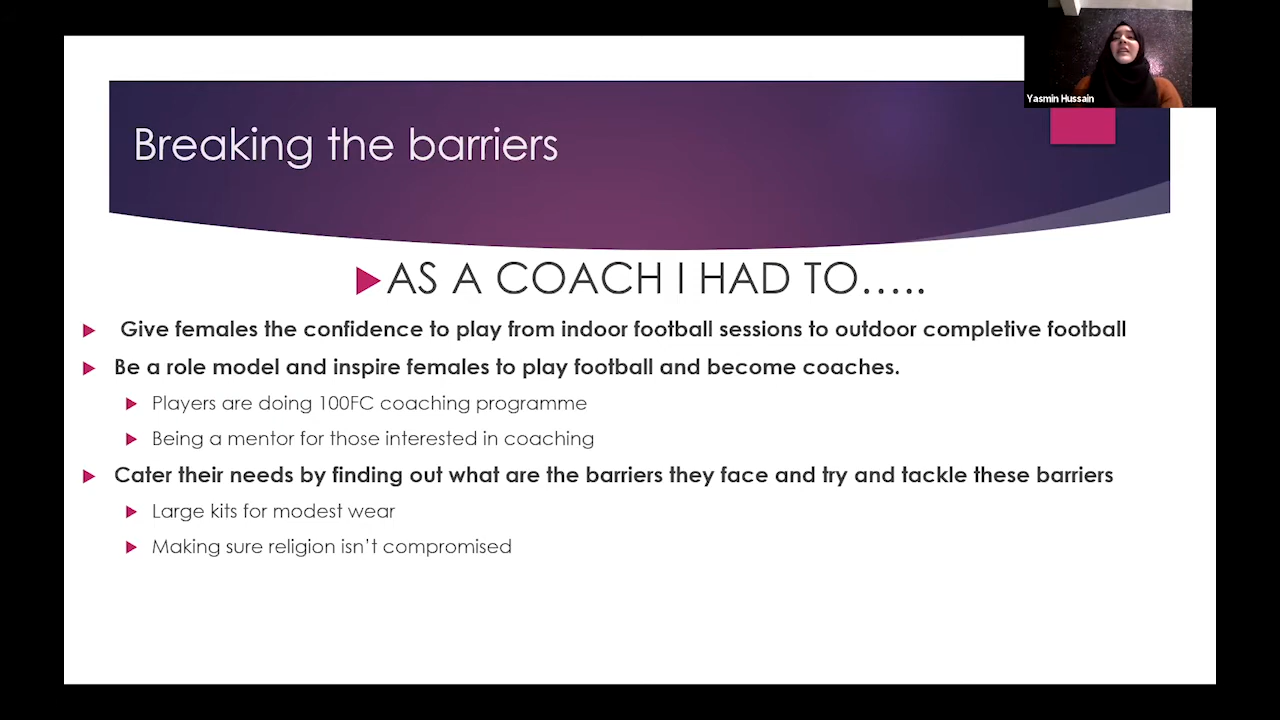 Yasmin Hussain
Breaking the barriers
AS A COACH I HAD TO…..
Give females the confidence to play from indoor football sessions to outdoor completive football
Be a role model and inspire females to play football and become coaches.
Players are doing 100FC coaching programme
Being a mentor for those interested in coaching
Cater their needs by finding out what are the barriers they face and try and tackle these barriers
Large kits for modest wear
Making sure religion isn't compromised